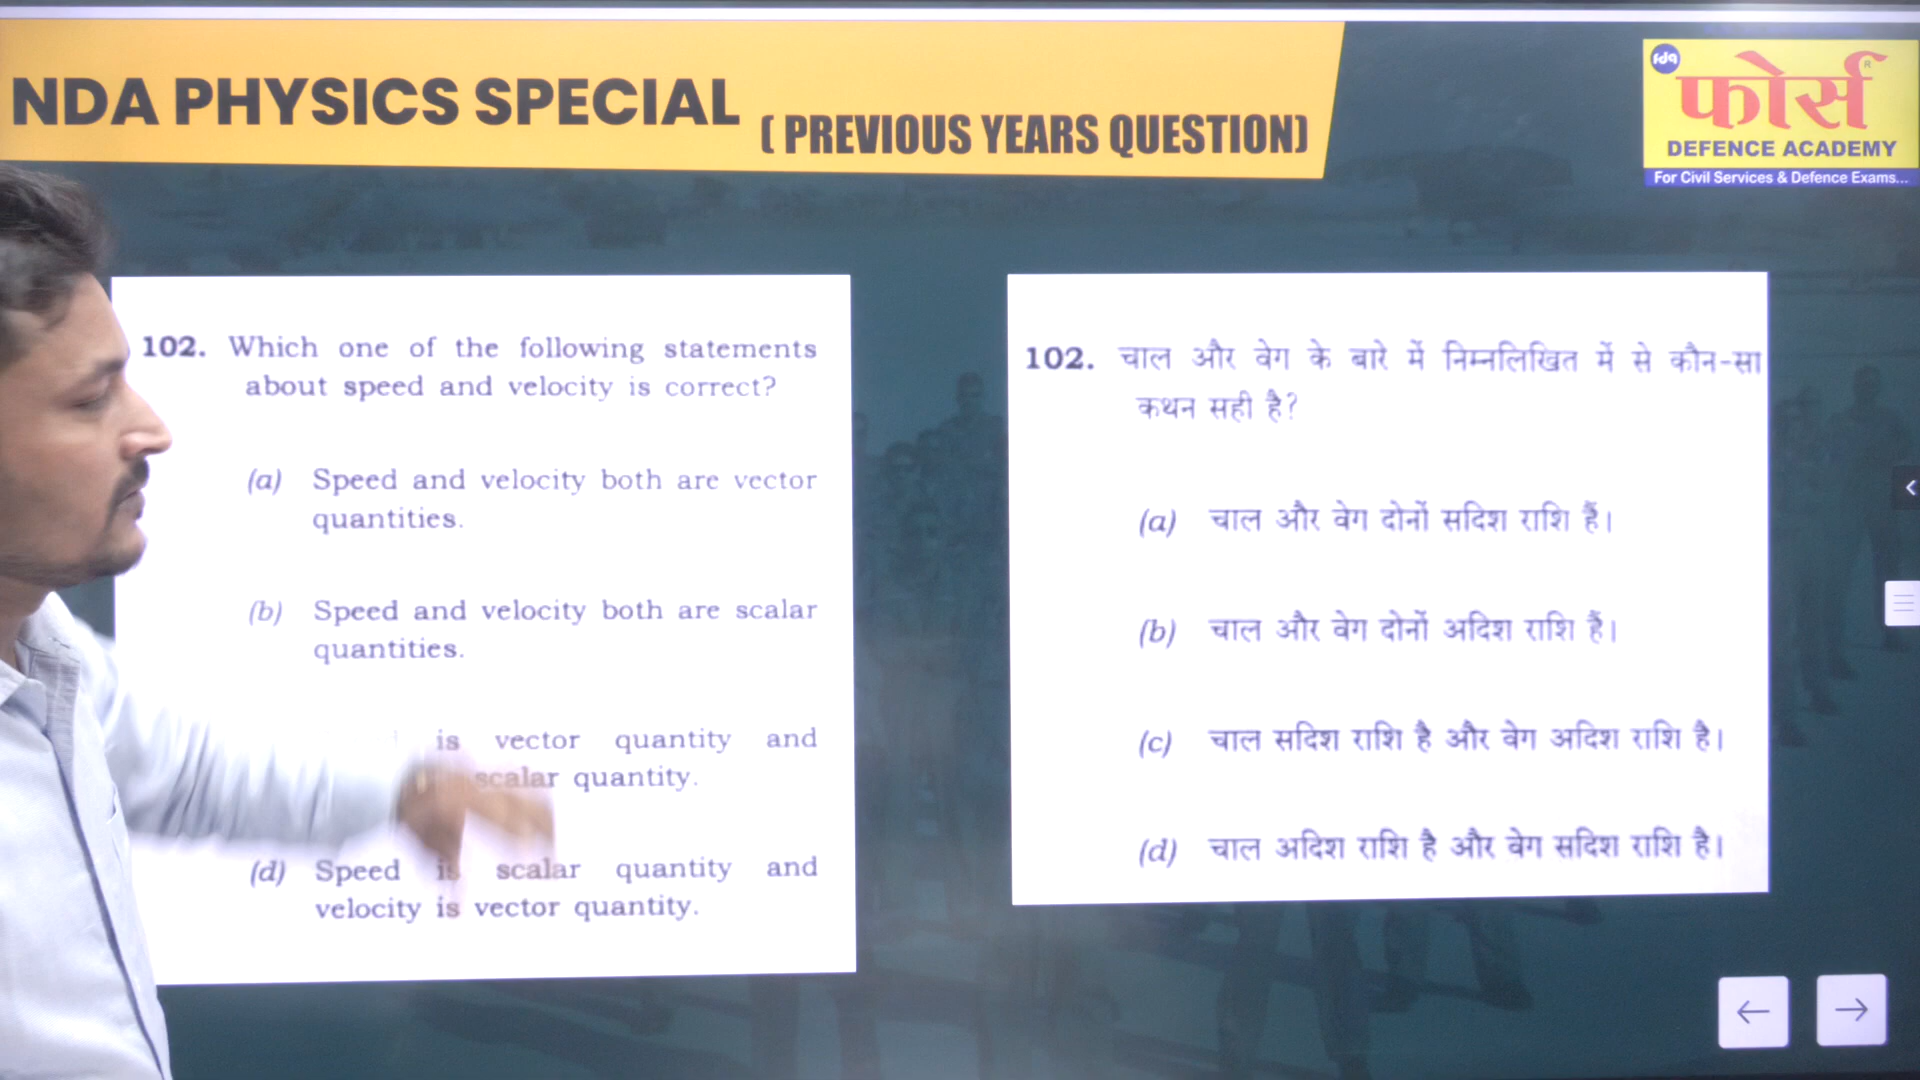 NDA PHYSICS SPECIAL ( PREVIOUS YEARS QUESTION)
fda
फोर्स
R
DEFENCE ACADEMY
For Civil Services & Defence Exams...
102. Which one of the following statements
about speed and velocity is correct?
(a) Speed and velocity both are vector
quantities.
(b) Speed and velocity both are scalar
quantities.
is vector quantity and
scalar quantity.
(d) Speed is scalar quantity and
velocity is vector quantity.
102. चाल और वेग के बारे में निम्नलिखित में से कौन-सा
कथन सही है?
(a) चाल और वेग दोनों सदिश राशि हैं।
(b) चाल और वेग दोनों अदिश राशि हैं।
(c) चाल सदिश राशि है और वेग अदिश राशि है।
(d) चाल अदिश राशि है और वेग सदिश राशि है।